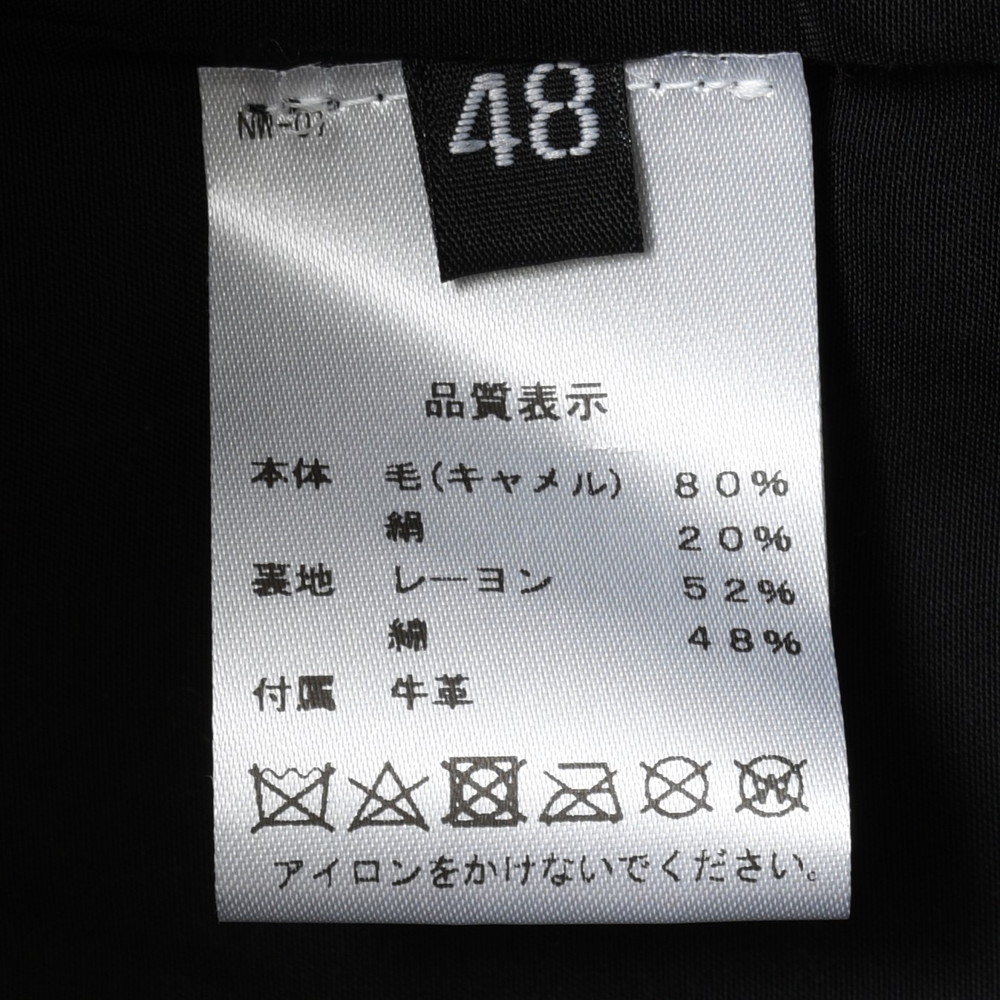 48
品質表示
本体 毛(キャメル) 80%
絹 20%
裏地 レーヨン 52%
48%
付属 牛革
W
アイロンをかけないでください。